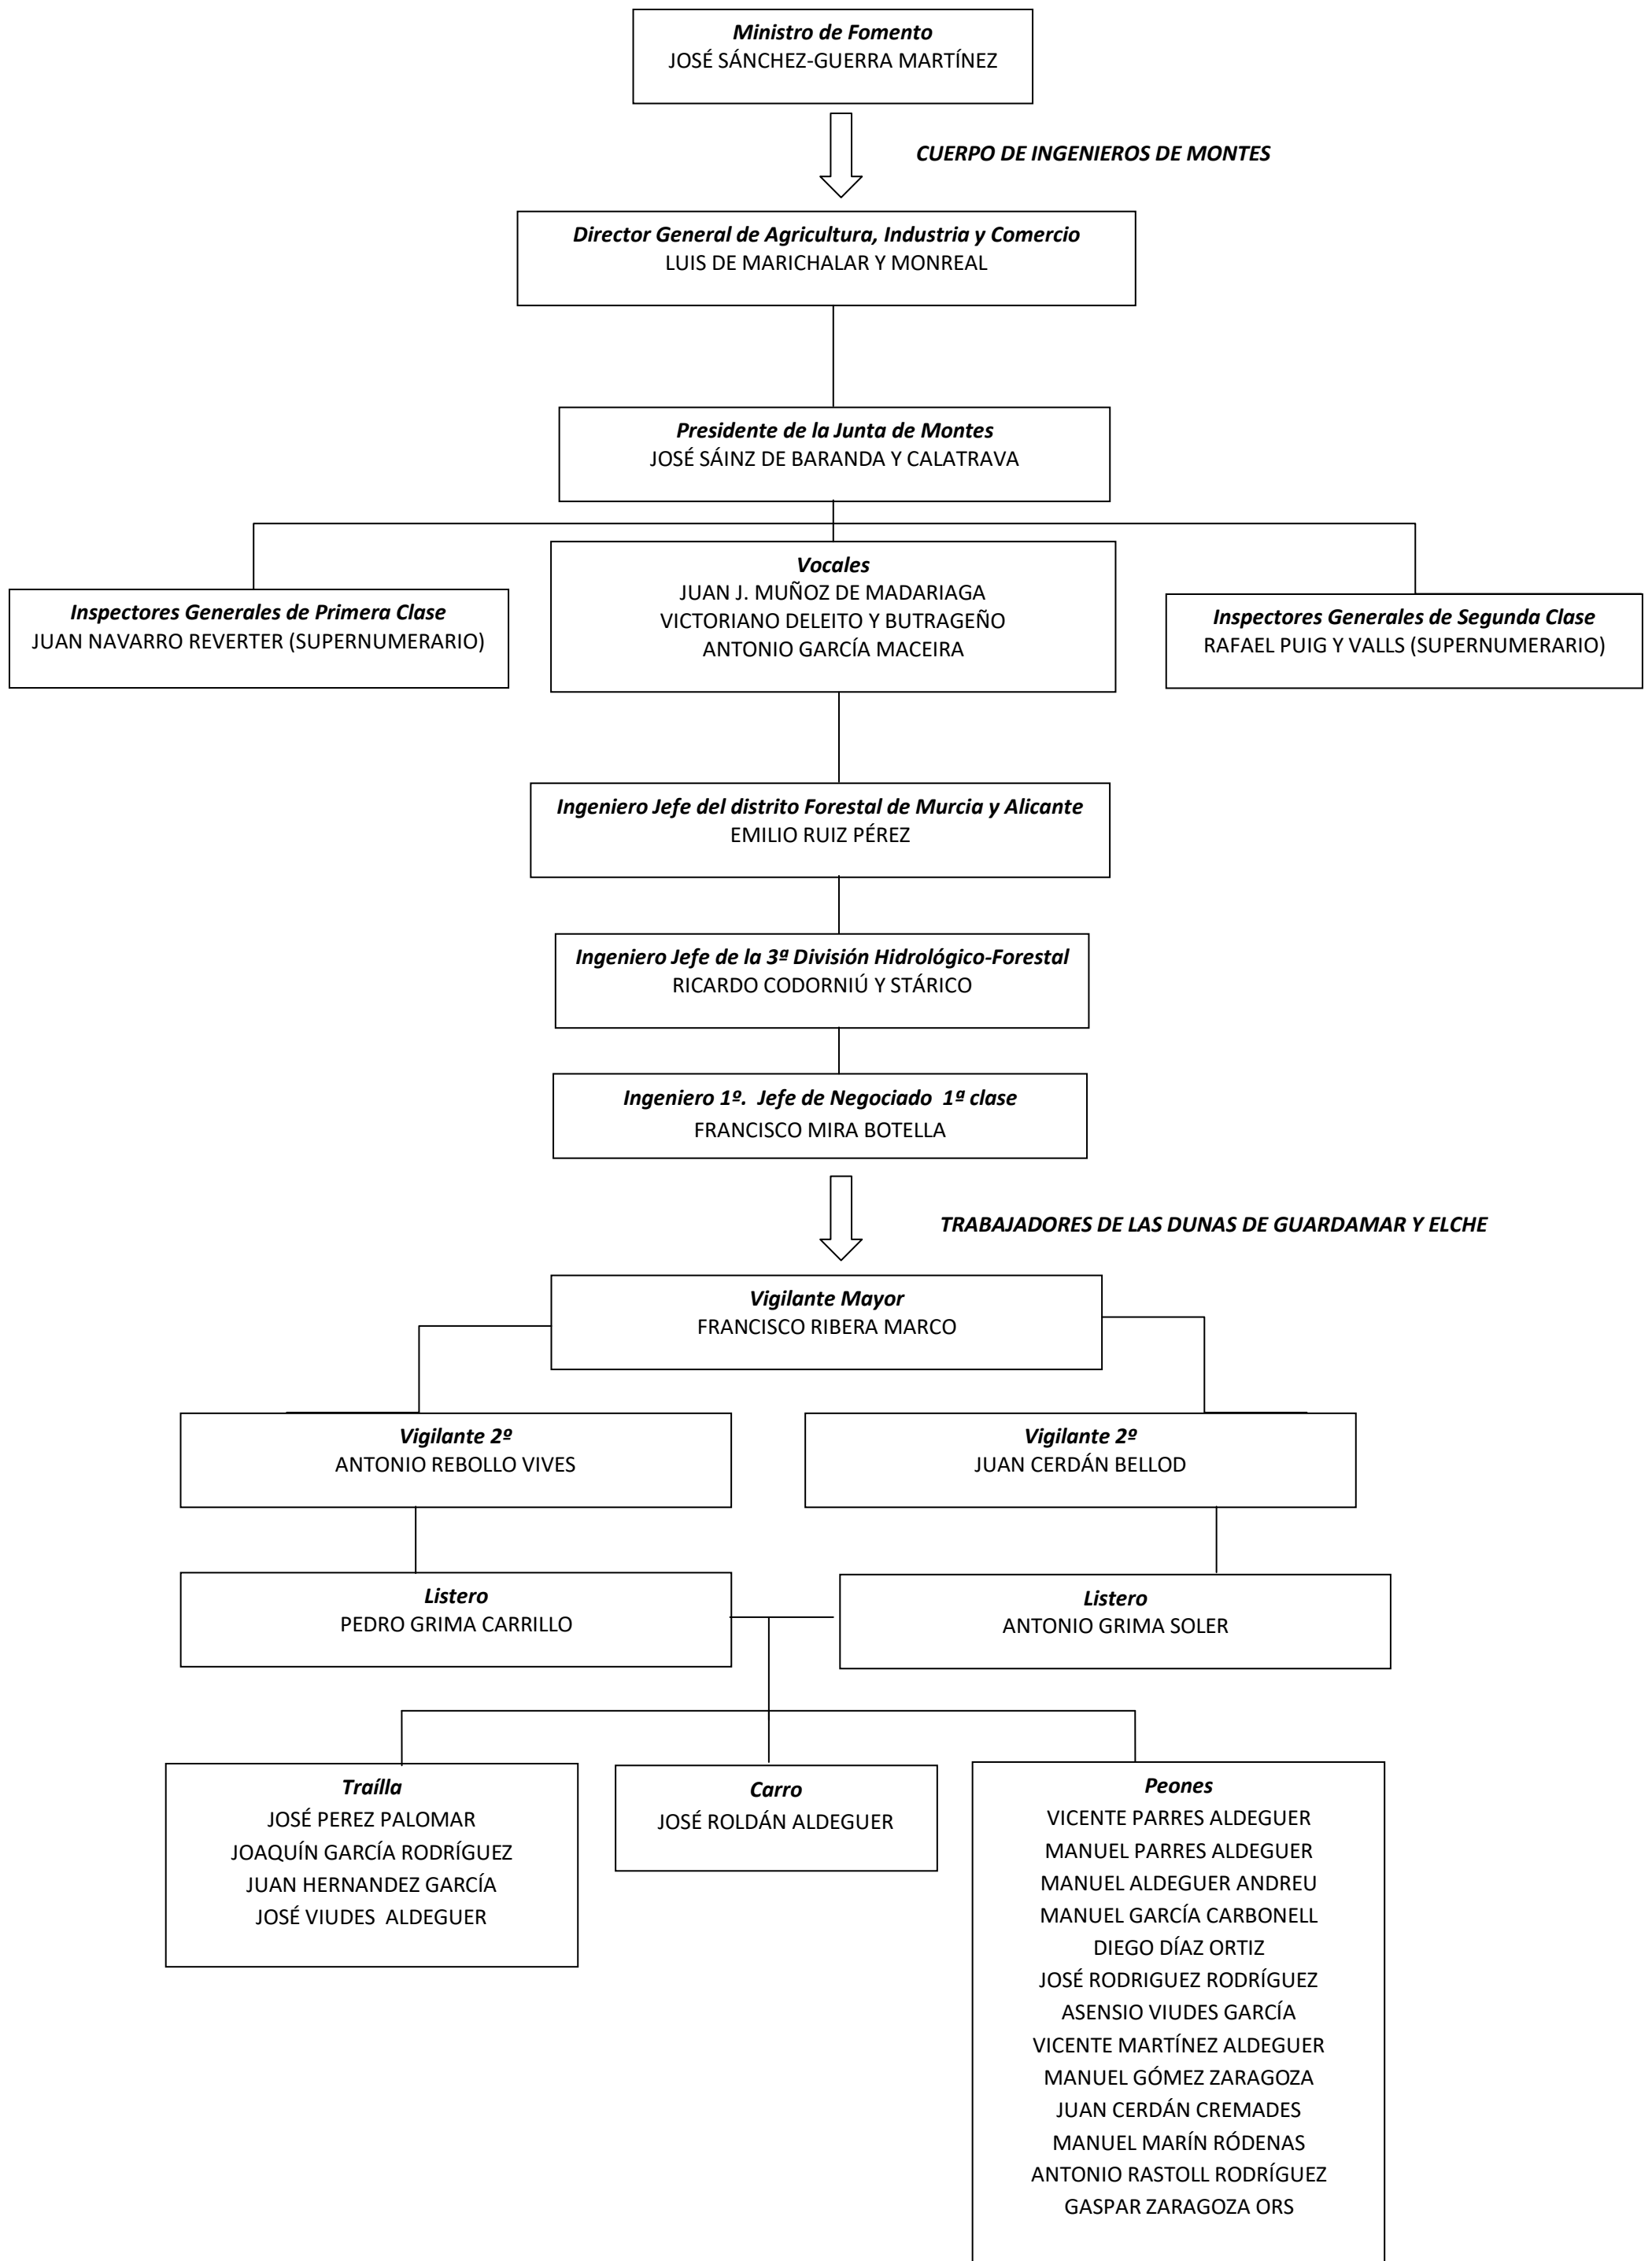 Ministro de Fomento
JOSÉ SÁNCHEZ-GUERRA MARTÍNEZ
CUERPO DE INGENIEROS DE MONTES
Director General de Agricultura, Industria y Comercio
LUIS DE MARICHALAR Y MONREAL
Presidente de la Junta de Montes
JOSÉ SÁINZ DE BARANDA Y CALATRAVA
Inspectores Generales de Primera Clase
JUAN NAVARRO REVERTER (SUPERNUMERARIO)
Vocales
JUAN J. MUÑOZ DE MADARIAGA
VICTORIANO DELEITO Y BUTRAGEÑO
ANTONIO GARCÍA MACEIRA
Inspectores Generales de Segunda Clase
RAFAEL PUIG Y VALLS (SUPERNUMERARIO)
Ingeniero Jefe del distrito Forestal de Murcia y Alicante
EMILIO RUIZ PÉREZ
Ingeniero Jefe de la 3ª División Hidrológico-Forestal
RICARDO CODORNIÚ Y STÁRICO
Ingeniero 1º. Jefe de Negociado 1ª clase
FRANCISCO MIRA BOTELLA
TRABAJADORES DE LAS DUNAS DE GUARDAMAR Y ELCHE
Vigilante Mayor
FRANCISCO RIBERA MARCO
Vigilante 2º
ANTONIO REBOLLO VIVES
Vigilante 2º
JUAN CERDÁN BELLOD
Listero
PEDRO GRIMA CARRILLO
Listero
ANTONIO GRIMA SOLER
Traílla
JOSÉ PEREZ PALOMAR
JOAQUÍN GARCÍA RODRÍGUEZ
JUAN HERNANDEZ GARCÍA
JOSÉ VIUDES ALDEGUER
Carro
JOSÉ ROLDÁN ALDEGUER
Peones
VICENTE PARRES ALDEGUER
MANUEL PARRES ALDEGUER
MANUEL ALDEGUER ANDREU
MANUEL GARCÍA CARBONELL
DIEGO DÍAZ ORTIZ
JOSÉ RODRIGUEZ RODRÍGUEZ
ASENSIO VIUDES GARCÍA
VICENTE MARTÍNEZ ALDEGUER
MANUEL GÓMEZ ZARAGOZA
JUAN CERDÁN CREMADES
MANUEL MARÍN RÓDENAS
ANTONIO RASTOLL RODRÍGUEZ
GASPAR ZARAGOZA ORS